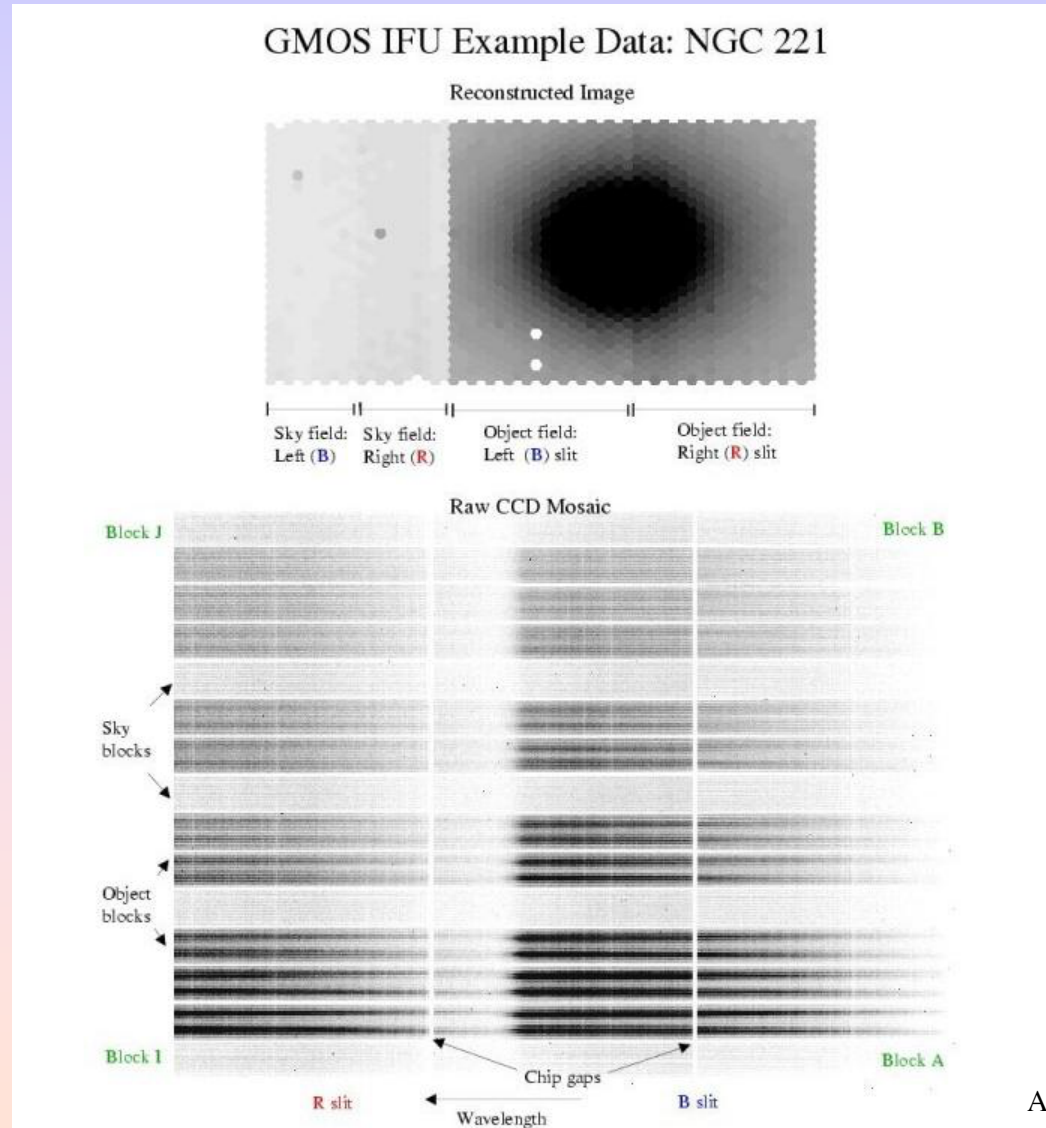 GMOS IFU Example Data: NGC 221
Reconstructed Image
Sky field:
Left (B)
Sky field:
Right (R)
Object field:
Left (B) slit
Object field:
Right (R) slit
Raw CCD Mosaic
Block J
Block B
Sky
blocks
Object
blocks
Block I
Block A
Chip gaps
R slit
Wavelength
B slit
A